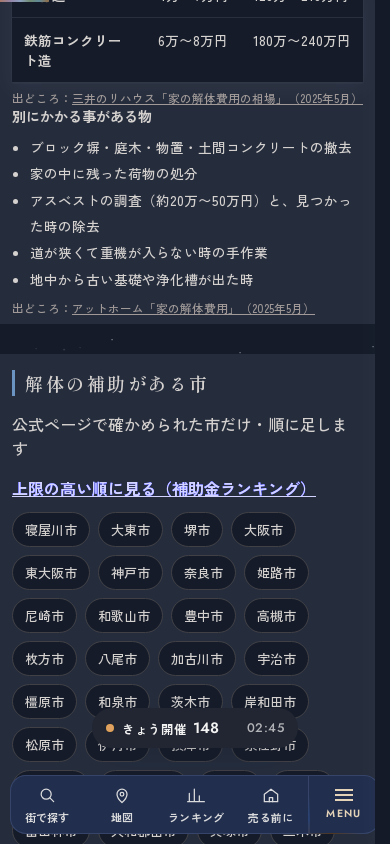 鉄筋コンクリー
ト造
6万〜8万円
180万〜240万円
出どころ：三井のリハウス「家の解体費用の相場」（2025年5月）
別にかかる事がある物
ブロック塀・庭木・物置・土間コンクリートの撤去
家の中に残った荷物の処分
アスベストの調査（約20万〜50万円）と、見つかっ
た時の除去
道が狭くて重機が入らない時の手作業
地中から古い基礎や浄化槽が出た時
出どころ：アットホーム「家の解体費用」（2025年5月）
解体の補助がある市
公式ページで確かめられた市だけ・順に足しま
す
上限の高い順に見る（補助金ランキング）
寝屋川市 大東市 堺市 大阪市
東大阪市 神戸市 奈良市 姫路市
尼崎市 和歌山市 豊中市 高槻市
枚方市 八尾市 加古川市 宇治市
橿原市 和泉市 茨木市 岸和田市
松原市
きょう開催 148 02:45
街で探す 地図 ランキング 売る前に MENU